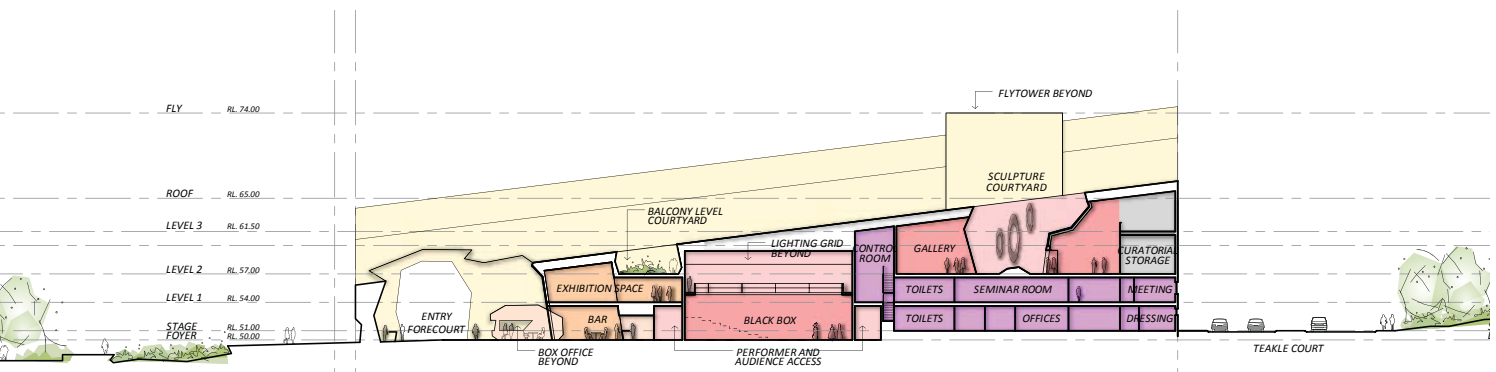 FLY RL. 74.00
ROOF RL. 65.00
LEVEL 3 RL. 61.50
LEVEL 2 RL. 57.00
LEVEL 1 RL. 54.00
STAGE RL. 51.00
FOYER RL. 50.00
FLYTOWER BEYOND
SCULPTURE
COURTYARD
BALCONY LEVEL
COURTYARD
LIGHTING GRID
BEYOND
CONTRO
ROOM
GALLERY
CURATORIA
STORAGE
EXHIBITION SPACE
TOILETS
SEMINAR ROOM
MEETING
ENTRY
FORECOURT
BAR
BLACK BOX
TOILETS
OFFICES
DRESSING
BOX OFFICE
BEYOND
PERFORMER AND
AUDIENCE ACCESS
TEAKLE COURT